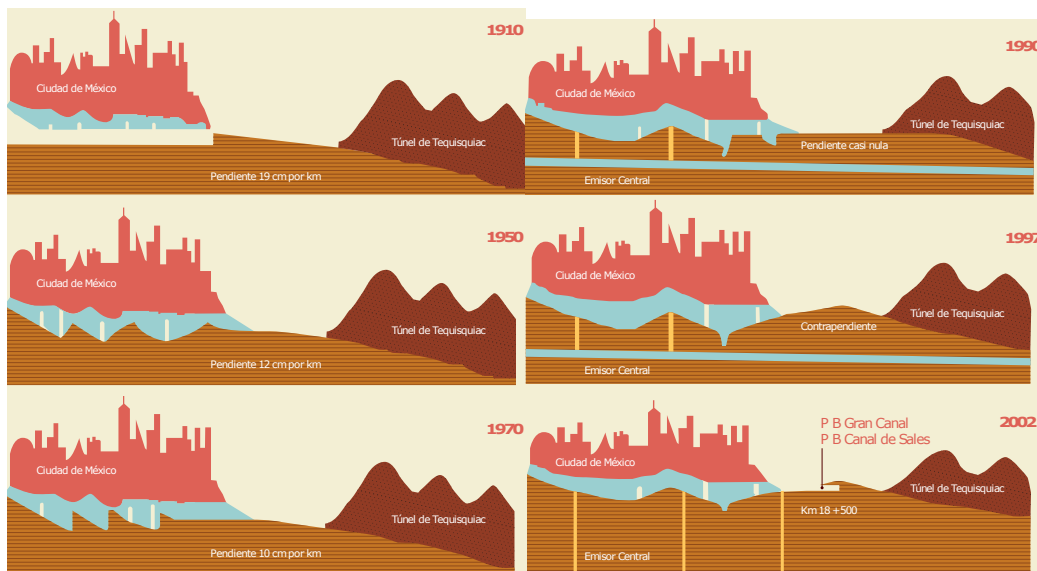 1910
Ciudad de México
Túnel de Tequisquiac
Pendiente 19 cm por km
1950
Ciudad de México
Túnel de Tequisquiac
Pendiente 12 cm por km
1970
Ciudad de México
Túnel de Tequisquiac
Pendiente 10 cm por km
1990
Ciudad de México
Túnel de Tequisquiac
Pendiente casi nula
Emisor Central
1997
Ciudad de México
Túnel de Tequisquiac
Contrapendiente
Emisor Central
2002
P B Gran Canal
P B Canal de Sales
Ciudad de México
Túnel de Tequisquiac
Km 18 + 500
Emisor Central